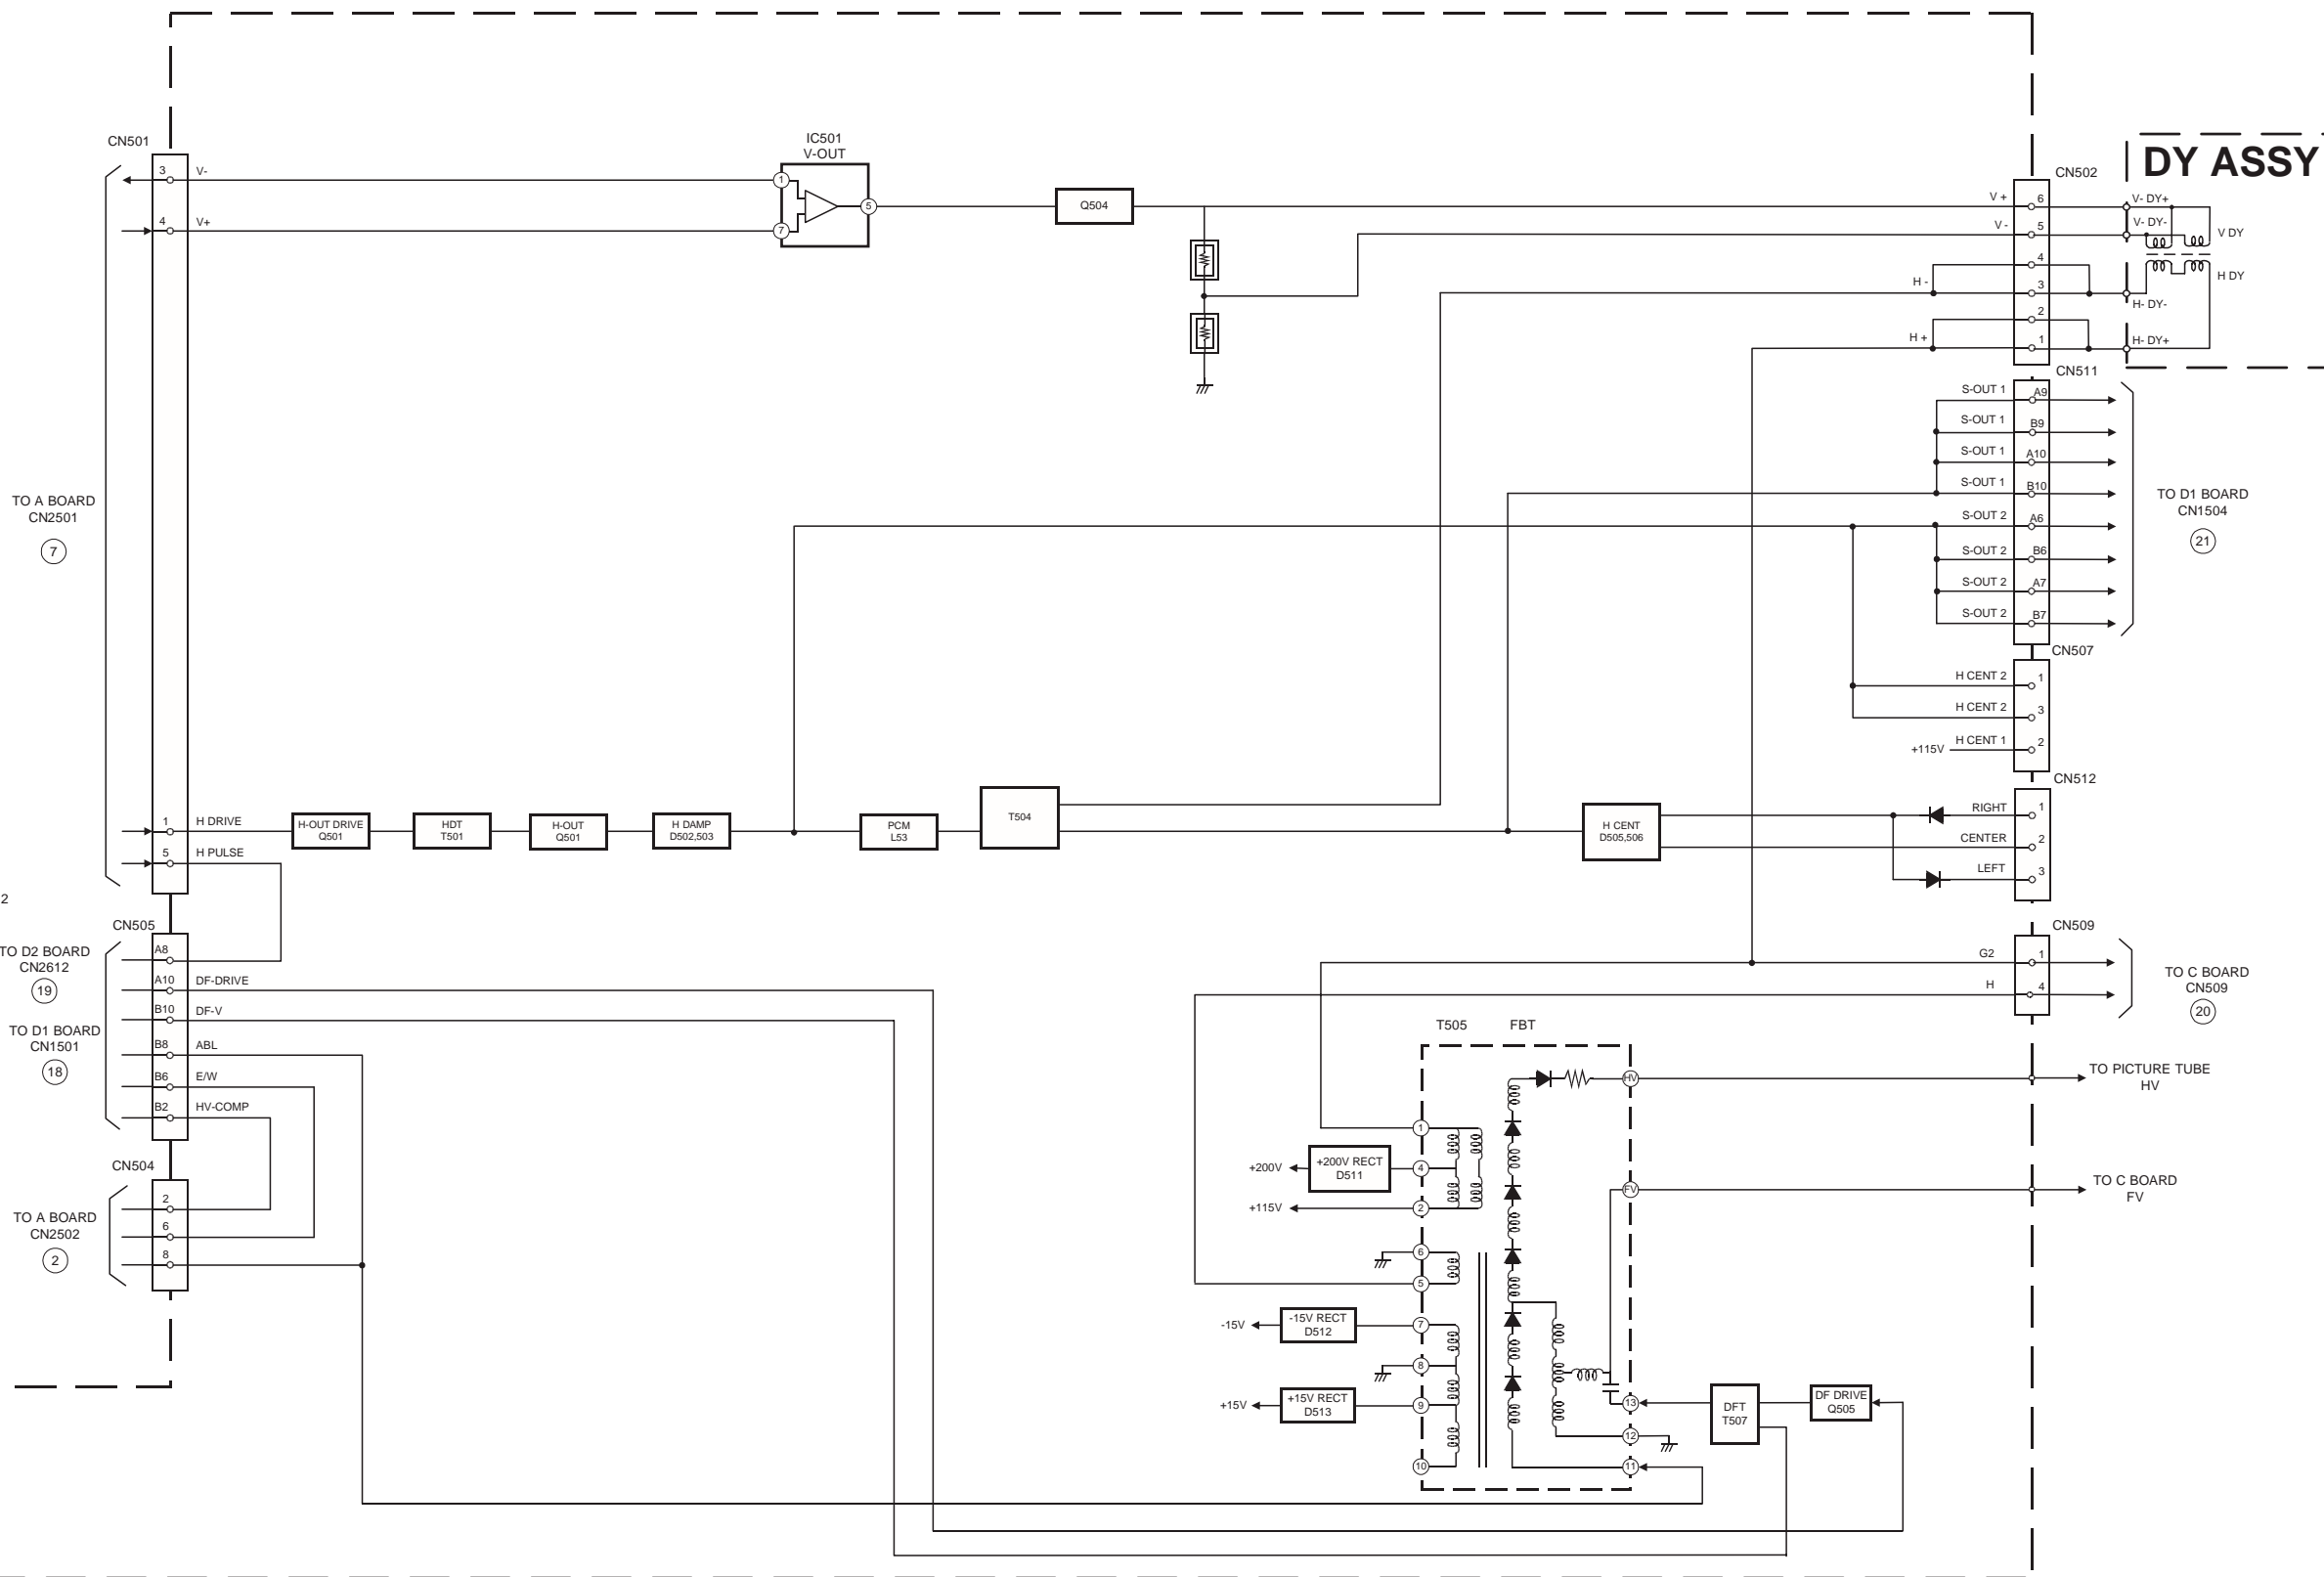 CN501
3 V-
4 V+
TO A BOARD
CN2501
7
1 H DRIVE
5 H PULSE
IC501
V-OUT
1
7
5
Q504
H-OUT DRIVE
Q501
HDT
T501
H-OUT
Q501
H DAMP
D502,503
PCM
L53
T504
H CENT
D505,506
CN502
V + 6
V - 5
4
H - 3
2
H + 1
DY ASSY
V- DY+
V- DY-
V DY
H DY
H- DY-
H- DY+
CN511
S-OUT 1 A9
S-OUT 1 B9
S-OUT 1 A10
S-OUT 1 B10
S-OUT 2 A6
S-OUT 2 B6
S-OUT 2 A7
S-OUT 2 B7
TO D1 BOARD
CN1504
21
CN507
H CENT 2 1
H CENT 2 3
+115V H CENT 1 2
CN512
RIGHT 1
CENTER 2
LEFT 3
2
CN505
TO D2 BOARD
CN2612
19
TO D1 BOARD
CN1501
18
A8
A10 DF-DRIVE
B10 DF-V
B8 ABL
B6 E/W
B2 HV-COMP
CN504
2
6
8
TO A BOARD
CN2502
2
CN509
G2 1
H 4
TO C BOARD
CN509
20
T505 FBT
HV
TO PICTURE TUBE
HV
FV
TO C BOARD
FV
1
+200V
+200V RECT
D511
4
+115V
2
6
5
-15V
-15V RECT
D512
7
8
+15V
+15V RECT
D513
9
10
13
12
11
DFT
T507
DF DRIVE
Q505